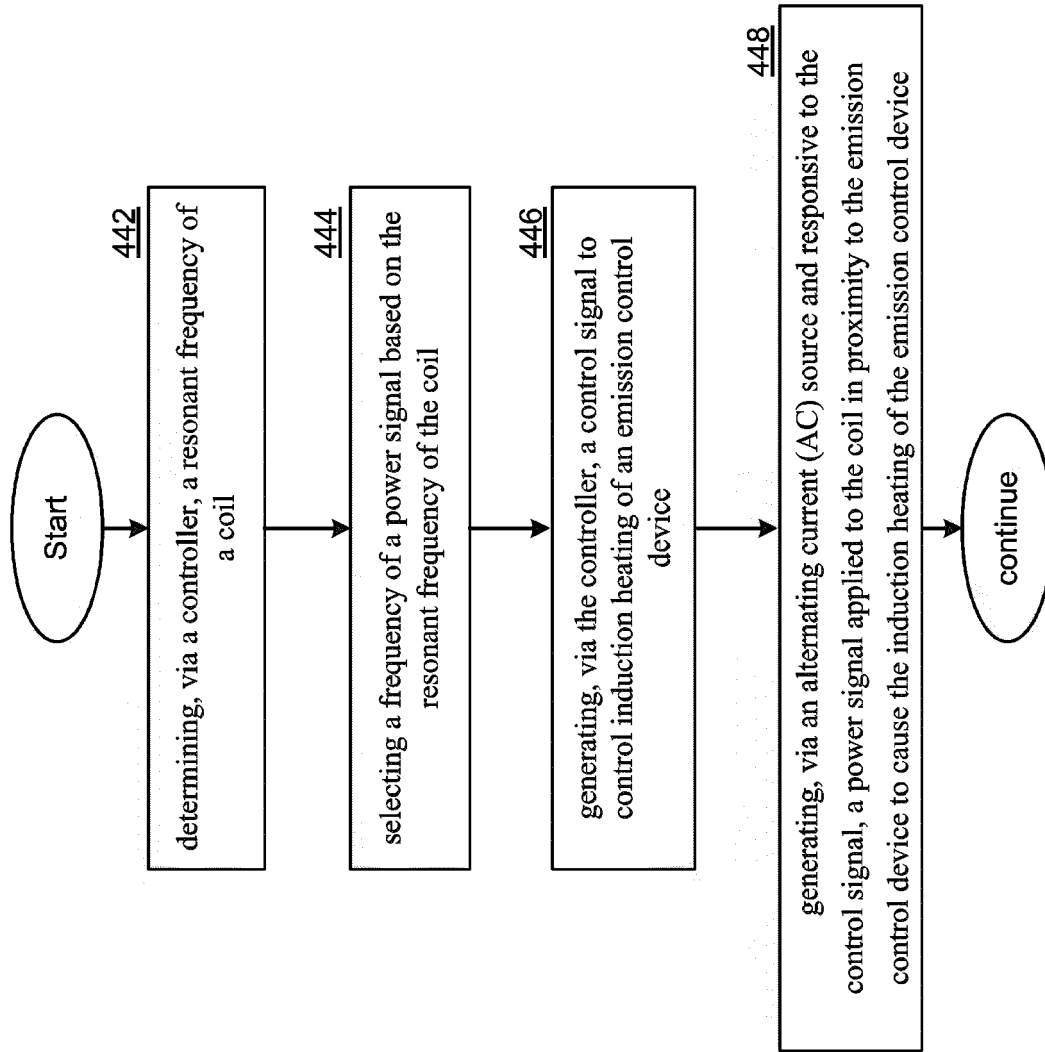 Start
442
determining, via a controller, a resonant frequency of
a coil
444
selecting a frequency of a power signal based on the
resonant frequency of the coil
446
generating, via the controller, a control signal to
control induction heating of an emission control
device
448
generating, via an alternating current (AC) source and responsive to the
control signal, a power signal applied to the coil in proximity to the emission
control device to cause the induction heating of the emission control device
continue